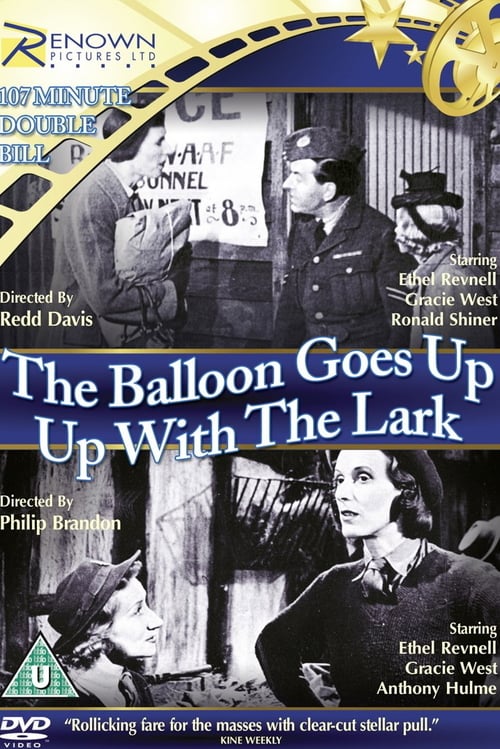 RENOWN
PICTURES LTD
107 MINUTE
DOUBLE
BILL
CE
W.A.A.F
8 p.m.
Starring
Ethel Revnell
Gracie West
Ronald Shiner
Directed By
Redd Davis
The Balloon Goes Up
Up With The Lark
Directed By
Philip Brandon
Starring
Ethel Revnell
Gracie West
Anthony Hulme
U
DVD
VIDEO
"Rollicking fare for the masses with clear-cut stellar pull."
KINE WEEKLY